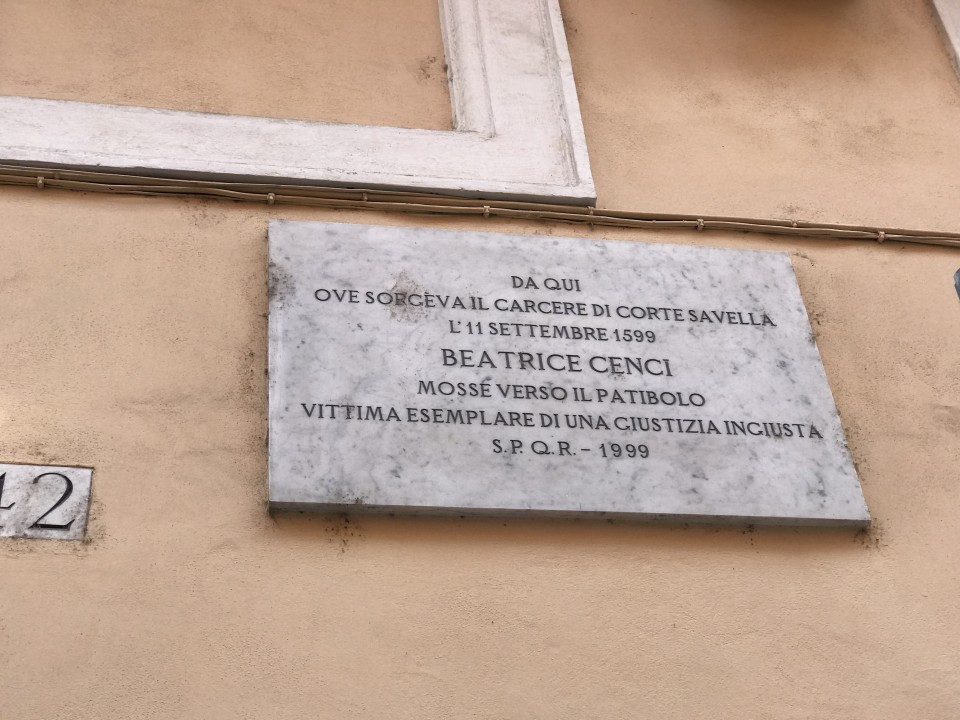 DA QUI
OVE SORGEVA IL CARCERE DI CORTE SAVELLA
L'11 SETTEMBRE 1599
BEATRICE CENCI
MOSSE VERSO IL PATIBOLO
VITTIMA ESEMPLARE DI UNA GIUSTIZIA INGIUSTA
S.P.Q.R. - 1999
42